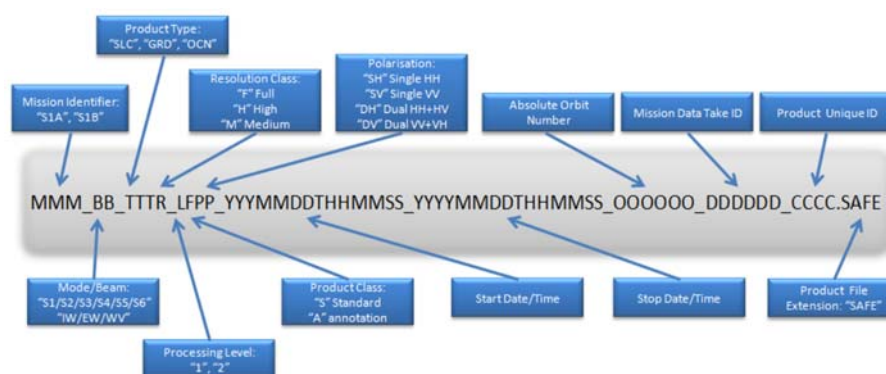 Product Type:
"SLC", "GRD", "OCN"
Resolution Class:
"F" Full
"H" High
"M" Medium
Polarisation:
"SH" Single HH
"SV" Single VV
"DH" Dual HH+HV
"DV" Dual VV+VH
Mission Identifier:
"S1A", "S1B"
Absolute Orbit
Number
Mission Data Take ID
Product Unique ID
MMM_BB_TTTR_LFPP_YYYMMDDTHHMMSS_YYYYMMDDTHHMMSS_OOOOOO_DDDDDD_CCCC.SAFE
Mode/Beam:
"S1/S2/S3/S4/S5/S6"
"IW/EW/WV"
Product Class:
"S" Standard
"A" annotation
Start Date/Time
Stop Date/Time
Product File
Extension: "SAFE"
Processing Level:
"1", "2"